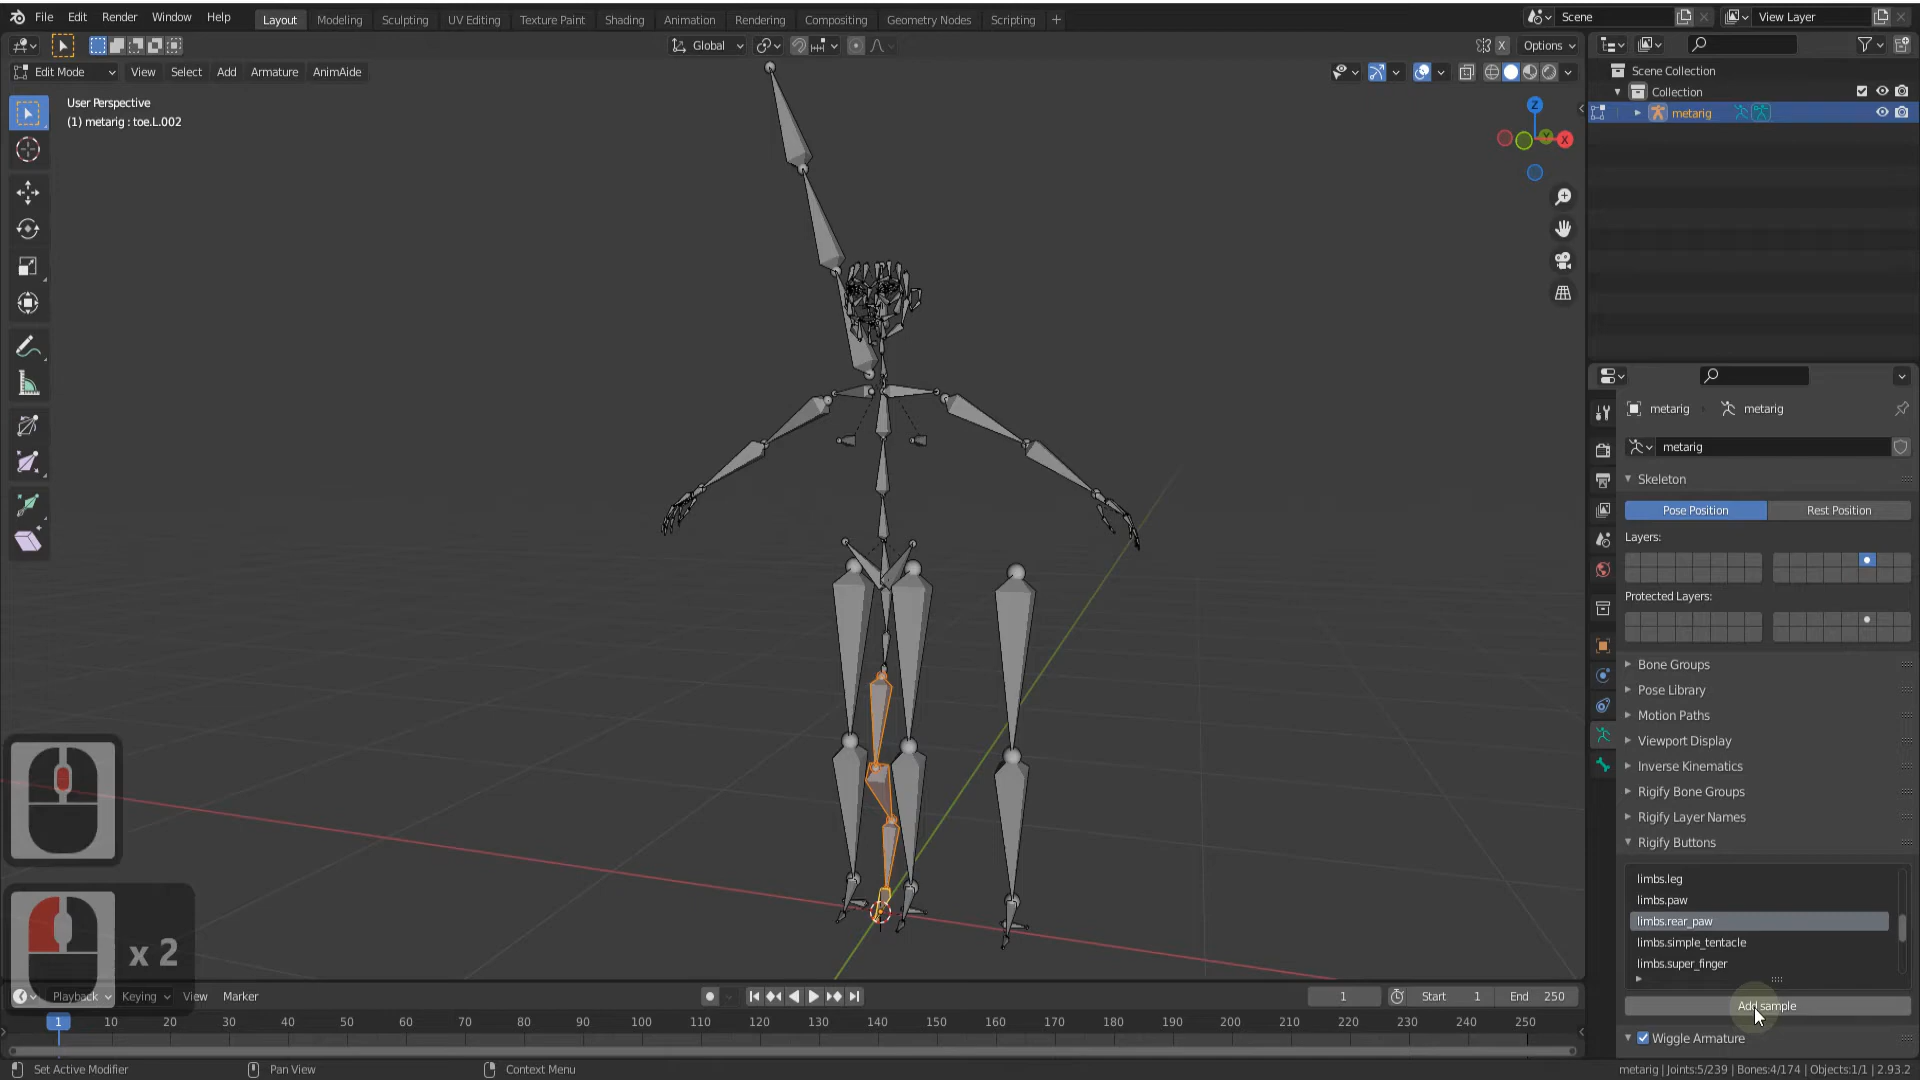 File Edit Render Window Help Layout Modeling Sculpting UV Editing Texture Paint Shading Animation Rendering Compositing Geometry Nodes Scripting + Scene View Layer
Global Options
Edit Mode View Select Add Armature AnimAide
User Perspective
(1) metarig : toe.L.002
Z
Y
X
X
Scene Collection
Collection
metarig
metarig metarig
metarig
Skeleton
Pose Position Rest Position
Layers:
Protected Layers:
Bone Groups
Pose Library
Motion Paths
Viewport Display
Inverse Kinematics
Rigify Bone Groups
Rigify Layer Names
Rigify Buttons
limbs.leg
limbs.paw
limbs.rear_paw
limbs.simple_tentacle
limbs.super_finger
Add sample
Wiggle Armature
x 2
Playback Keying View Marker 1 Start 1 End 250
1 10 20 30 40 50 60 70 80 90 100 110 120 130 140 150 160 170 180 190 200 210 220 230 240 250
Set Active Modifier Pan View Context Menu metarig | Joints:5/239 | Bones:4/174 | Objects:1/1 | 2.93.2